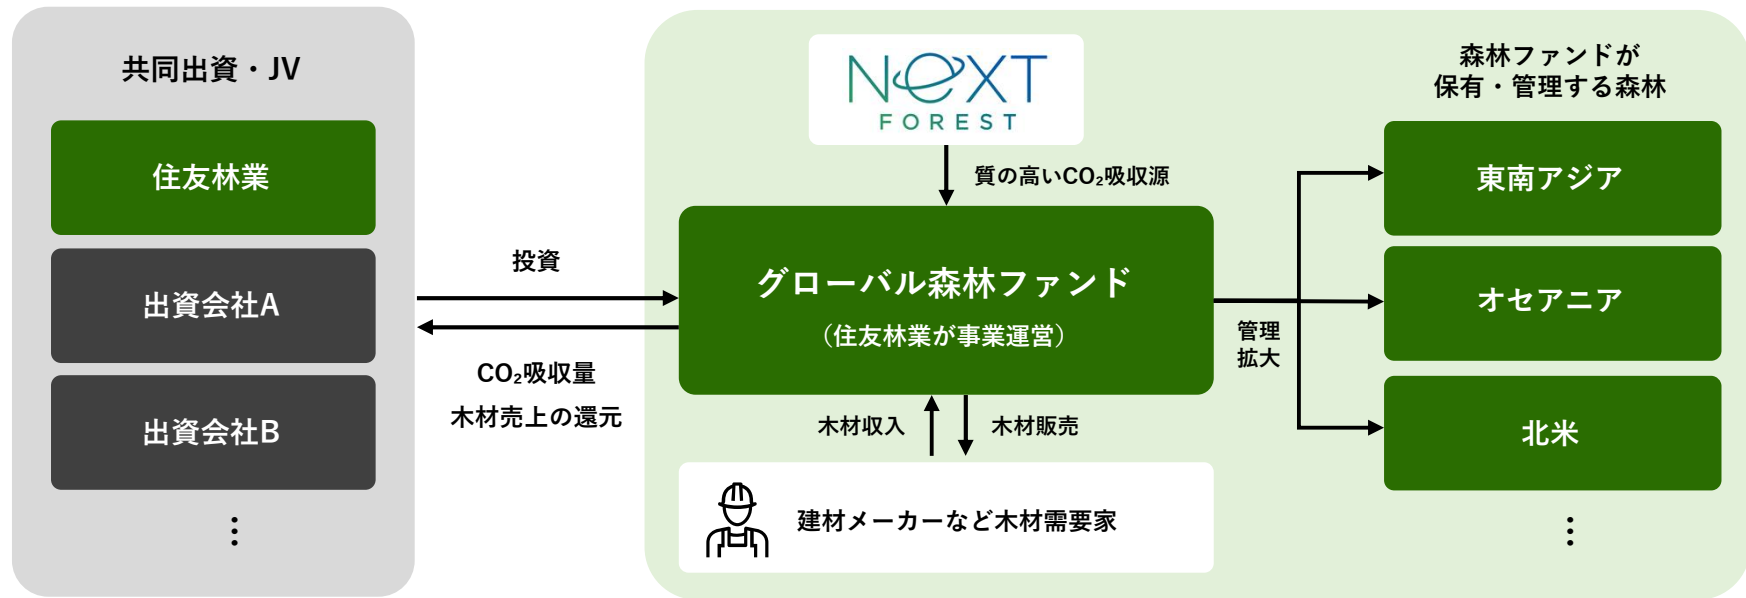 共同出資・JV
住友林業
出資会社A
出資会社B
投資
CO₂吸収量
木材売上の還元
NeXT
FOREST
質の高いCO₂吸収源
グローバル森林ファンド
（住友林業が事業運営）
木材収入
木材販売
建材メーカーなど木材需要家
管理
拡大
森林ファンドが
保有・管理する森林
東南アジア
オセアニア
北米